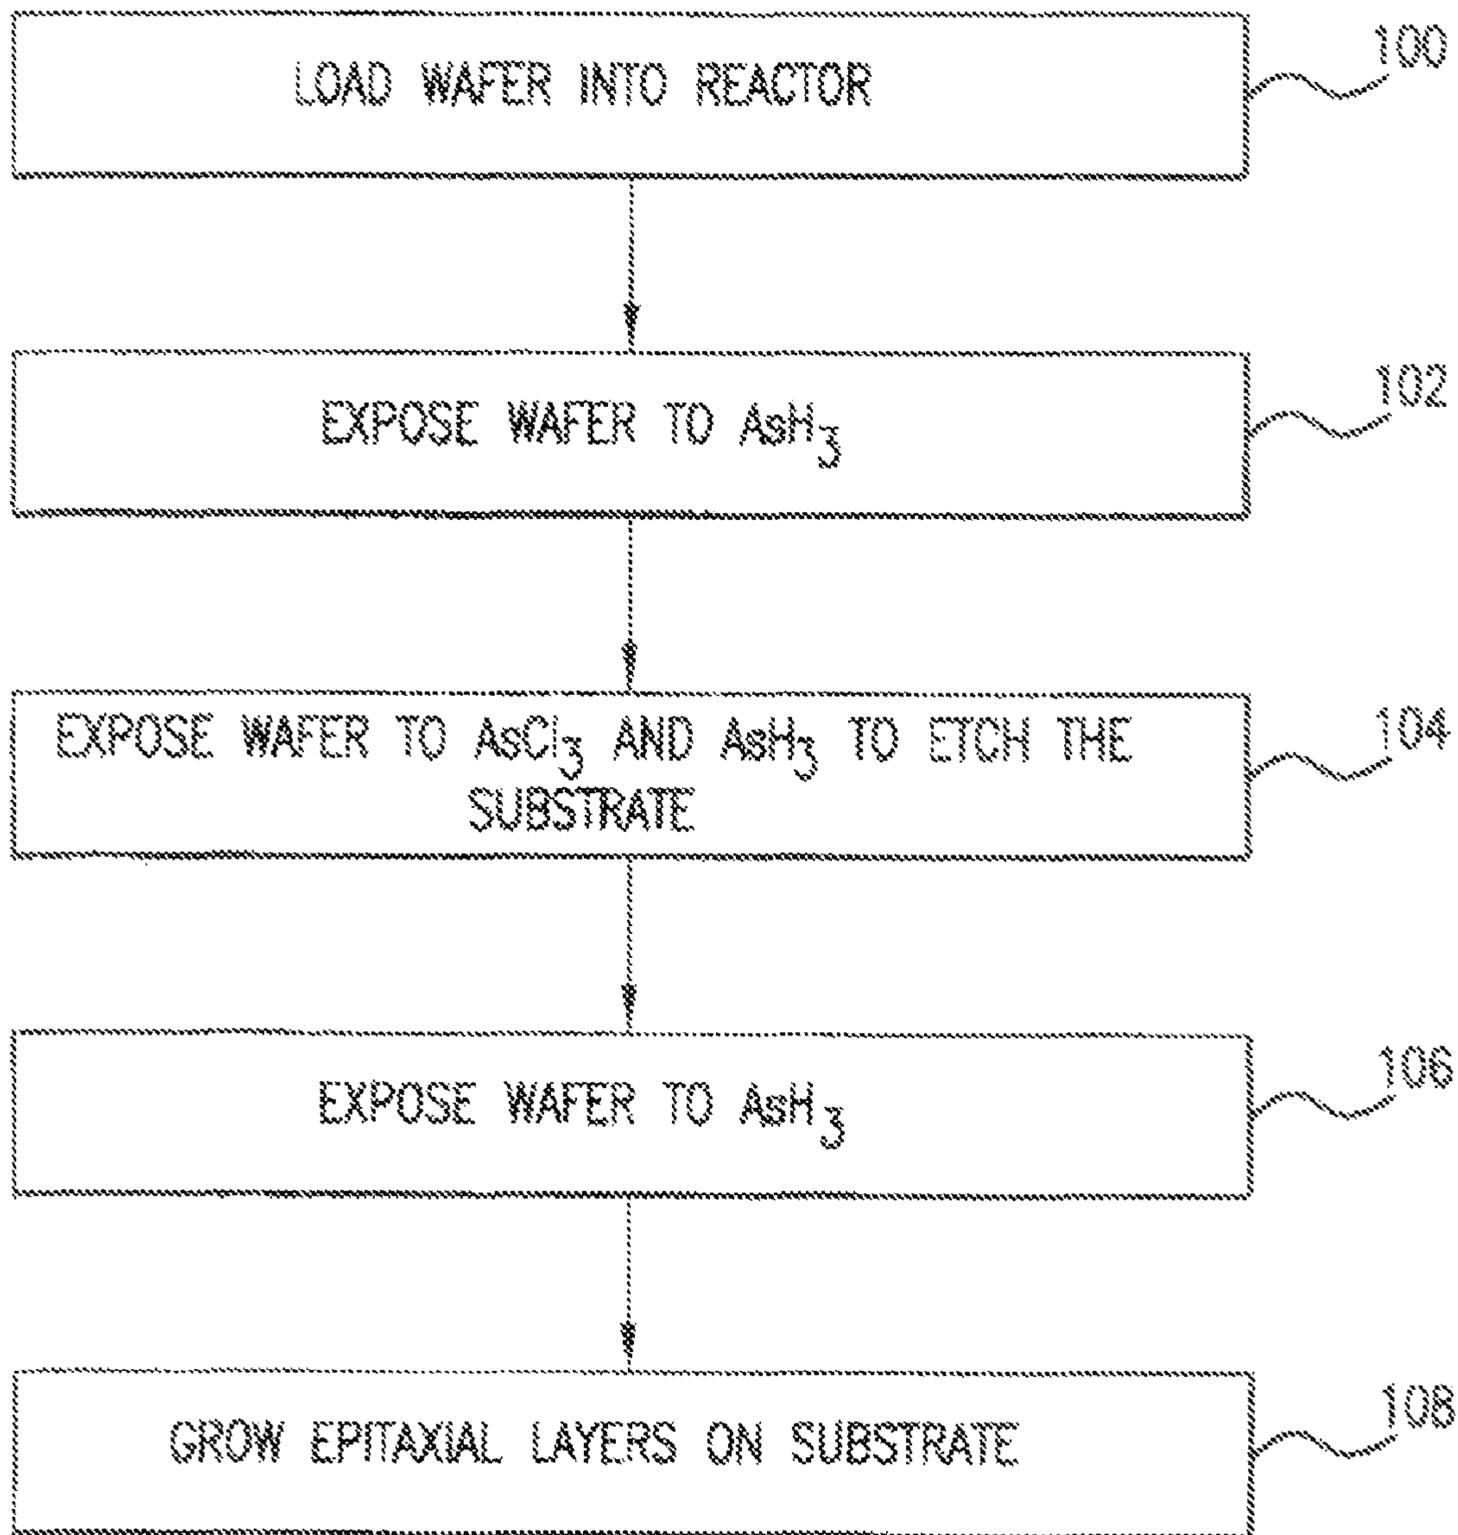 LOAD WAFER INTO REACTOR
100
EXPOSE WAFER TO AsH3
102
EXPOSE WAFER TO AsCl3 AND AsH3 TO ETCH THE
SUBSTRATE
104
EXPOSE WAFER TO AsH3
106
GROW EPITAXIAL LAYERS ON SUBSTRATE
108